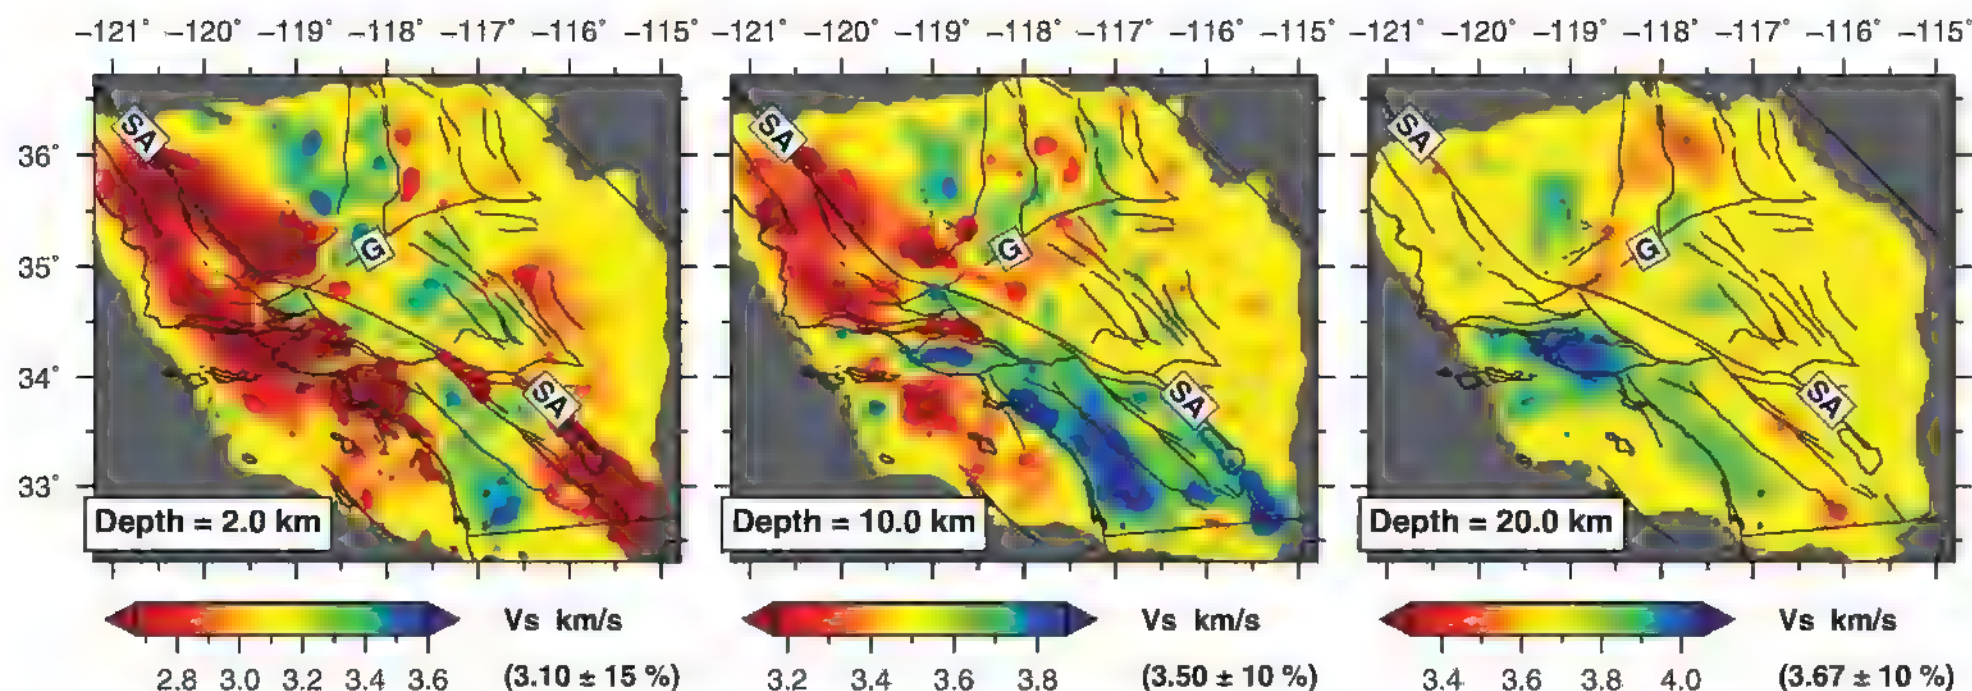 −121° −120° −119° −118° −117° −116° −115° −121° −120° −119° −118° −117° −116° −115° −121° −120° −119° −118° −117° −116° −115°
SA SA SA
36°
G G G
35°
34°
SA SA SA
33°
Depth = 2.0 km Depth = 10.0 km Depth = 20.0 km
Vs km/s Vs km/s Vs km/s
2.8 3.0 3.2 3.4 3.6 (3.10 ± 15 %) 3.2 3.4 3.6 3.8 (3.50 ± 10 %) 3.4 3.6 3.8 4.0 (3.67 ± 10 %)